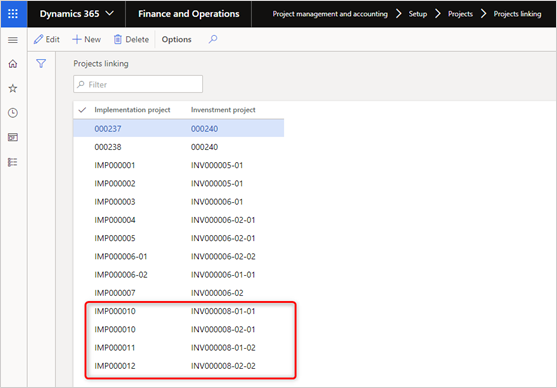 Dynamics 365 Finance and Operations Project management and accounting Setup Projects Projects linking
Edit New Delete Options
Projects linking
Filter
Implementation project Invenstment project
000237 000240
000238 000240
IMP000001 INV000005-01
IMP000002 INV000005-01
IMP000003 INV000006-01
IMP000004 INV000006-02-01
IMP000005 INV000006-02-01
IMP000006-01 INV000006-02-02
IMP000006-02 INV000006-01-01
IMP000007 INV000006-02
IMP000010 INV000008-01-01
IMP000010 INV000008-02-01
IMP000011 INV000008-01-02
IMP000012 INV000008-02-02